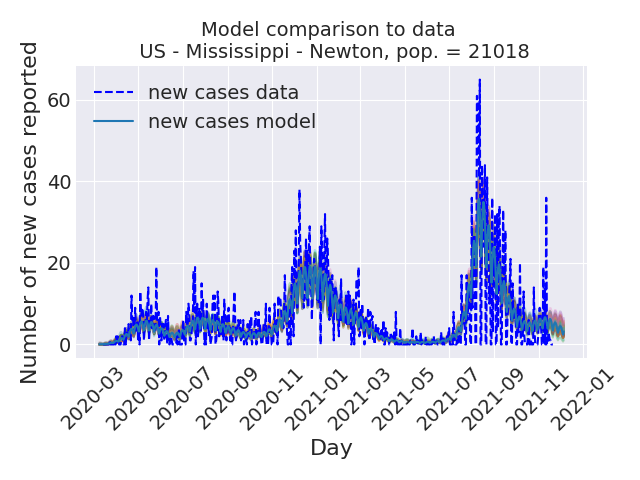 Model comparison to data
US - Mississippi - Newton, pop. = 21018
Number of new cases reported
60
40
20
0
new cases data
new cases model
2020-03
2020-05
2020-07
2020-09
2020-11
2021-01
2021-03
2021-05
2021-07
2021-09
2021-11
2022-01
Day